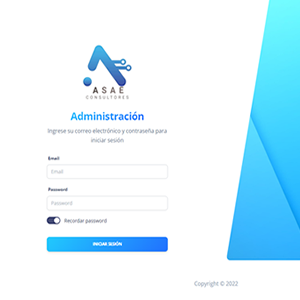 ASAE
CONSULTORES
Administración
Ingrese su correo electrónico y contraseña para
iniciar sesión
Email
Email
Password
Password
Recordar password
INICIAR SESIÓN
Copyright © 2022